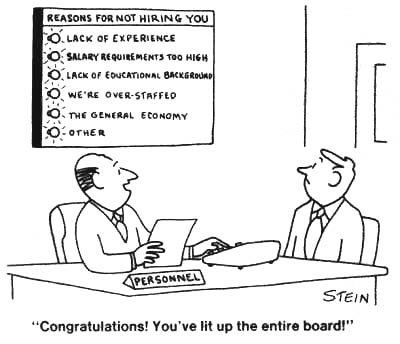 REASONS FOR NOT HIRING YOU
LACK OF EXPERIENCE
SALARY REQUIREMENTS TOO HIGH
LACK OF EDUCATIONAL BACKGROUND
WE'RE OVER-STAFFED
THE GENERAL ECONOMY
OTHER
PERSONNEL
STEIN
"Congratulations! You've lit up the entire board!"